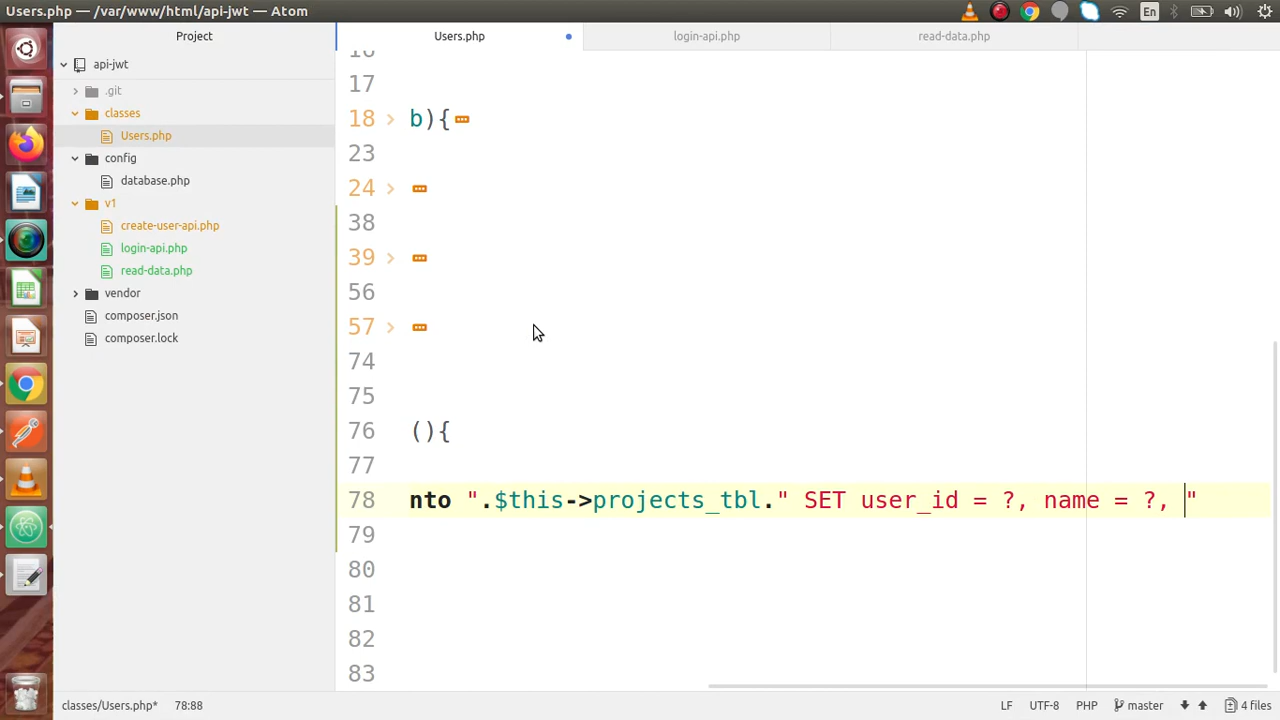 Users.php — /var/www/html/api-jwt — Atom
En
Project
Users.php
login-api.php
read-data.php
api-jwt
.git
classes
Users.php
config
database.php
v1
create-user-api.php
login-api.php
read-data.php
vendor
composer.json
composer.lock
16
17
18 b){
23
24
38
39
56
57
74
75
76 (){
77
78 nto ".$this->projects_tbl." SET user_id = ?, name = ?, "
79
80
81
82
83
classes/Users.php* 78:88
LF UTF-8 PHP master 4 files